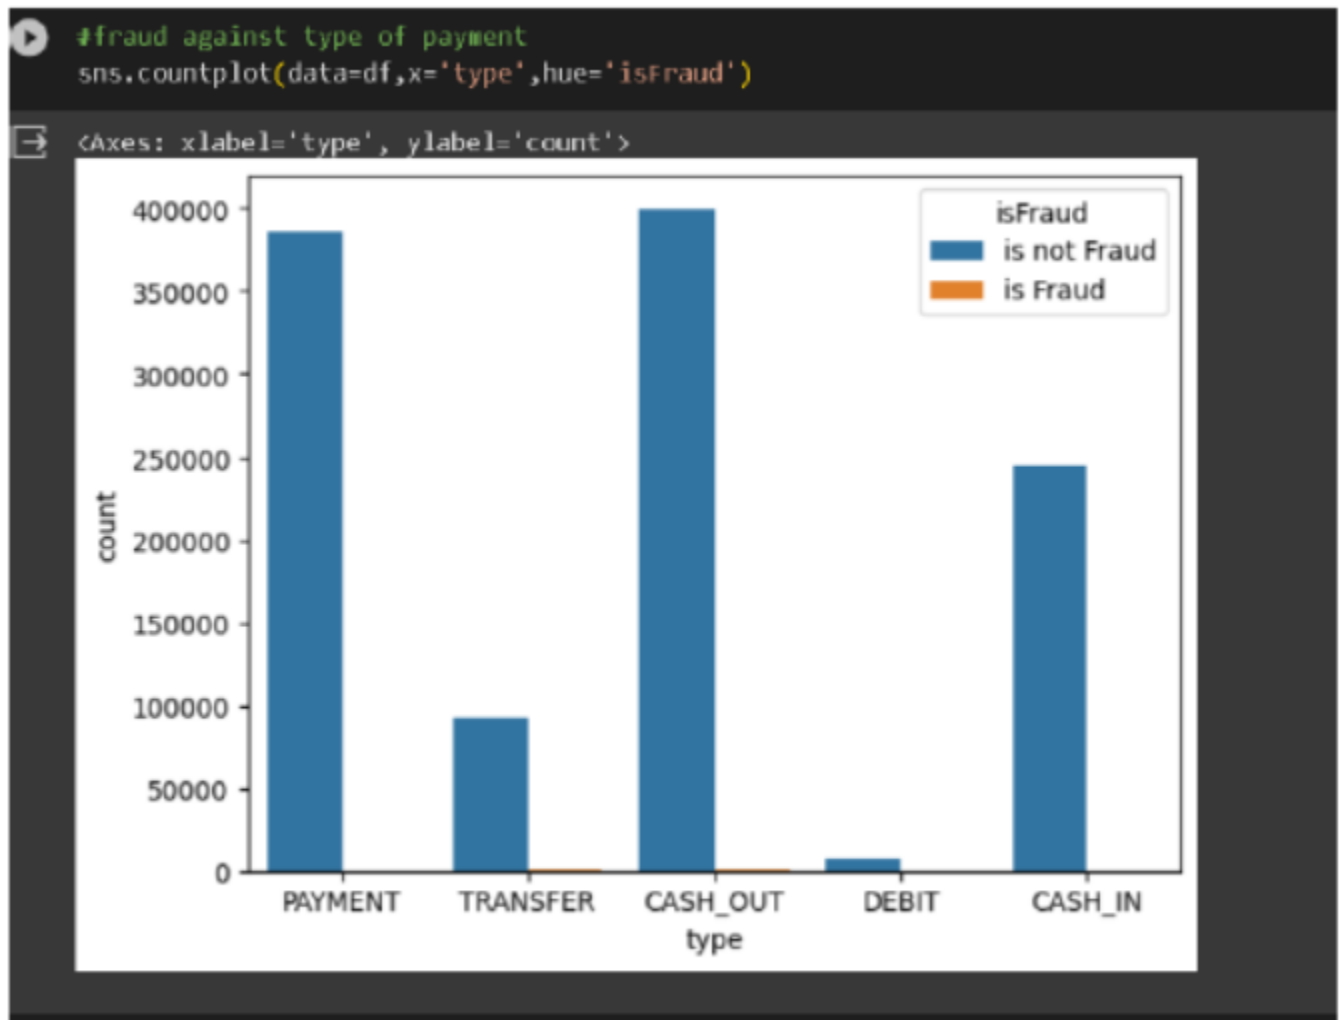 #fraud against type of payment
sns.countplot(data=df,x='type',hue='isFraud')
<Axes: xlabel='type', ylabel='count'>
isFraud
is not Fraud
is Fraud
400000
350000
300000
250000
200000
150000
100000
50000
0
count
PAYMENT TRANSFER CASH_OUT DEBIT CASH_IN
type